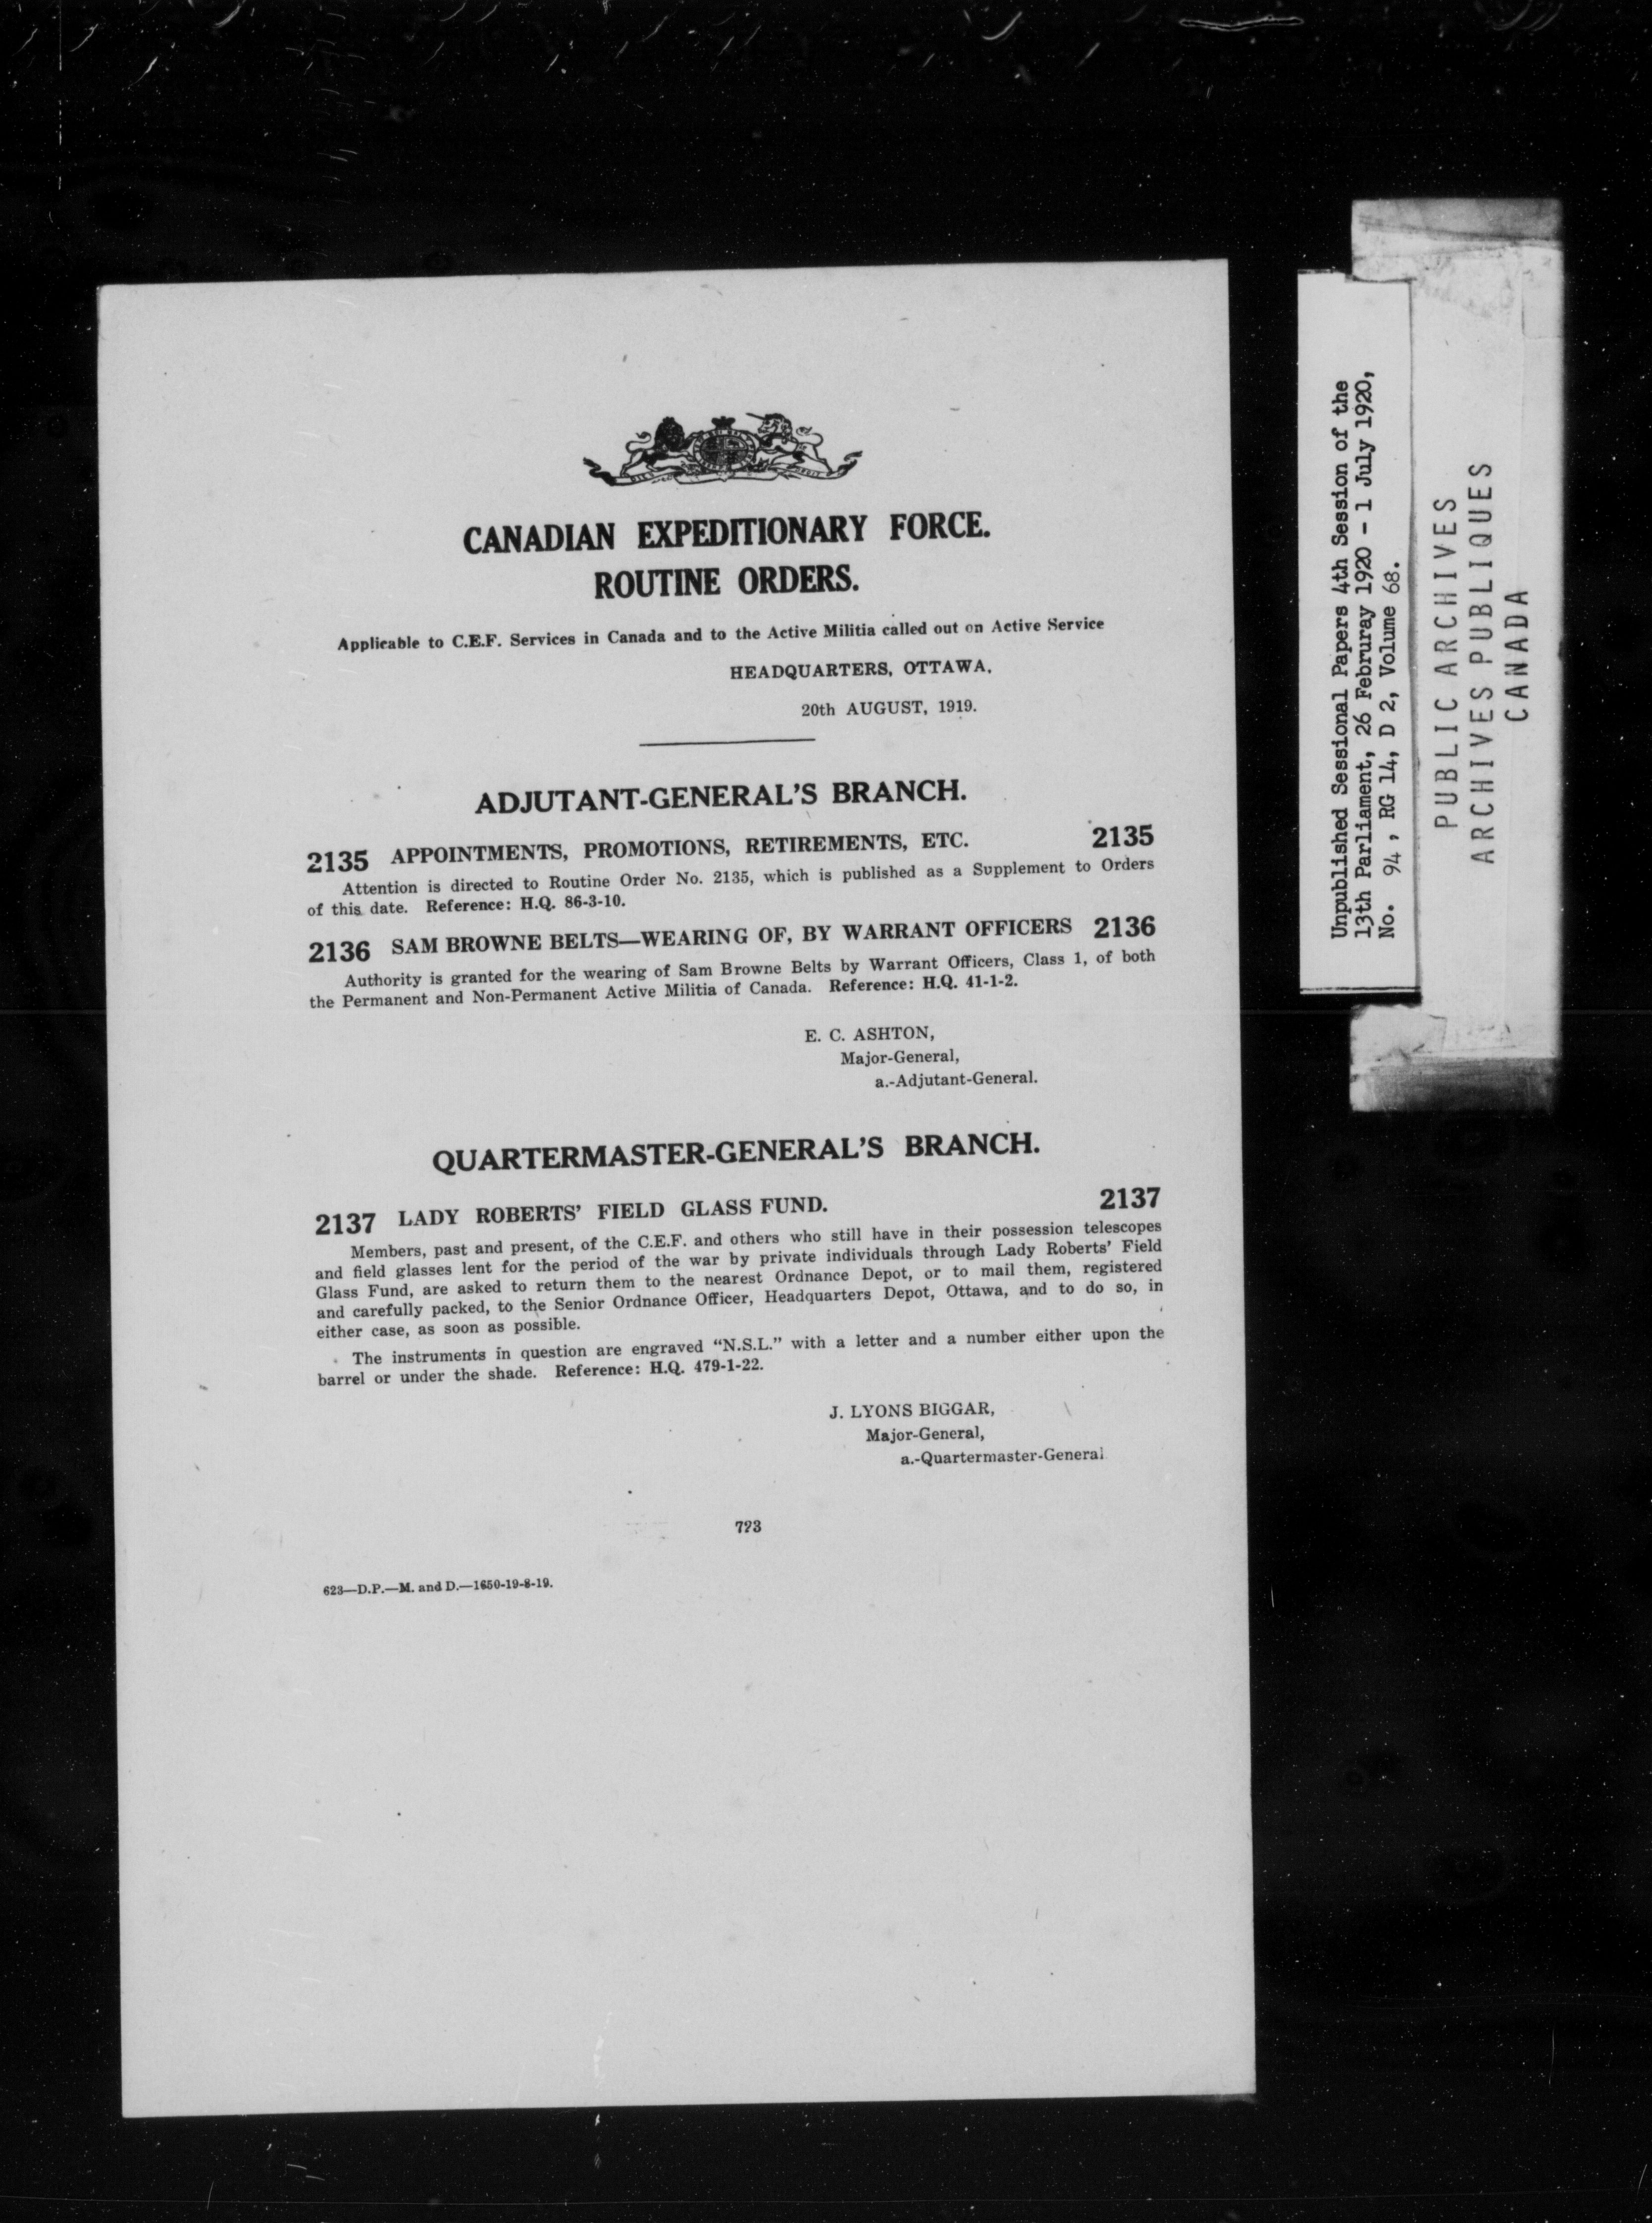 CANADIAN EXPEDITIONARY FORCE.
ROUTINE ORDERS.
Applicable to C.E.F. Services in Canada and to the Active Militia called out on Active Service
HEADQUARTERS, OTTAWA,
20th AUGUST, 1919.
ADJUTANT-GENERAL'S BRANCH.
2135 APPOINTMENTS, PROMOTIONS, RETIREMENTS, ETC. 2135
Attention is directed to Routine Order No. 2135, which is published as a Supplement to Orders
of this date. Reference: H.Q. 86-3-10.
2136 SAM BROWNE BELTS—WEARING OF, BY WARRANT OFFICERS 2136
Authority is granted for the wearing of Sam Browne Belts by Warrant Officers, Class 1, of both
the Permanent and Non-Permanent Active Militia of Canada. Reference: H.Q. 41-1-2.
E. C. ASHTON,
Major-General,
a.-Adjutant-General.
QUARTERMASTER-GENERAL'S BRANCH.
2137 LADY ROBERTS' FIELD GLASS FUND. 2137
Members, past and present, of the C.E.F. and others who still have in their possession telescopes
and field glasses lent for the period of the war by private individuals through Lady Roberts' Field
Glass Fund, are asked to return them to the nearest Ordnance Depot, or to mail them, registered
and carefully packed, to the Senior Ordnance Officer, Headquarters Depot, Ottawa, and to do so, in
either case, as soon as possible.
The instruments in question are engraved “N.S.L.” with a letter and a number either upon the
barrel or under the shade. Reference: H.Q. 479-1-22.
J. LYONS BIGGAR,
Major-General,
a.-Quartermaster-General
623—D.P.—M. and D.—1650-19-8-19.
Unpublished Sessional Papers 4th Session of the
13th Parliament, 26 Februray 1920 - 1 July 1920,
No. 94 , RG 14, D 2, Volume 68.
PUBLIC ARCHIVES
ARCHIVES PUBLIQUES
CANADA